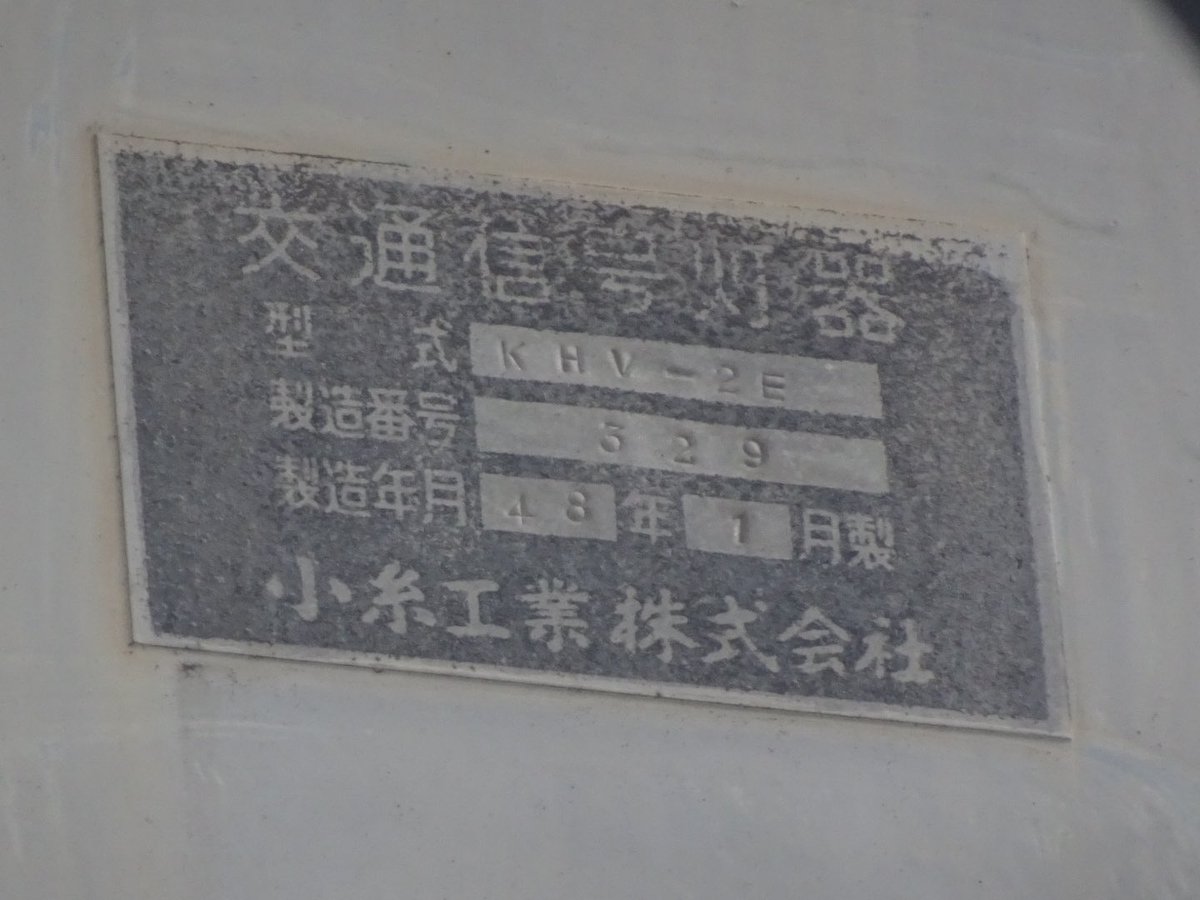 交通信号灯器
型式 KHV-2E
製造番号 329
製造年月 48年1月製
小糸工業株式会社